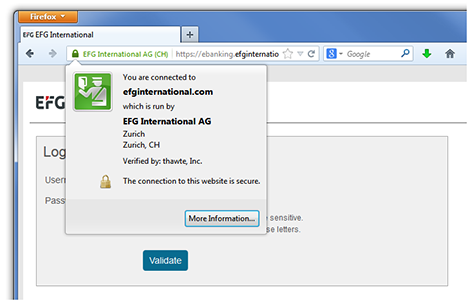 Firefox
EFG EFG International
EFG International AG (CH)
https://ebanking.efginternatio
Google
You are connected to
efginternational.com
which is run by
EFG International AG
Zurich
Zurich, CH
Verified by: thawte, Inc.
The connection to this website is secure.
More Information...
EFG
Log
Usern
Passw
sensitive.
se letters.
Validate